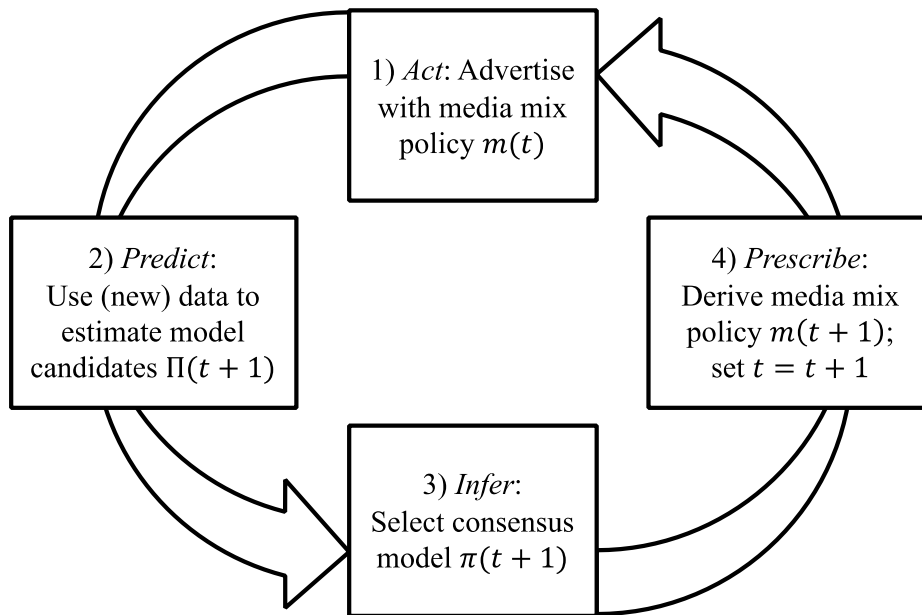 1) Act: Advertise
with media mix
policy m(t)
2) Predict:
Use (new) data to
estimate model
candidates Π(t + 1)
3) Infer:
Select consensus
model π(t + 1)
4) Prescribe:
Derive media mix
policy m(t + 1);
set t = t + 1